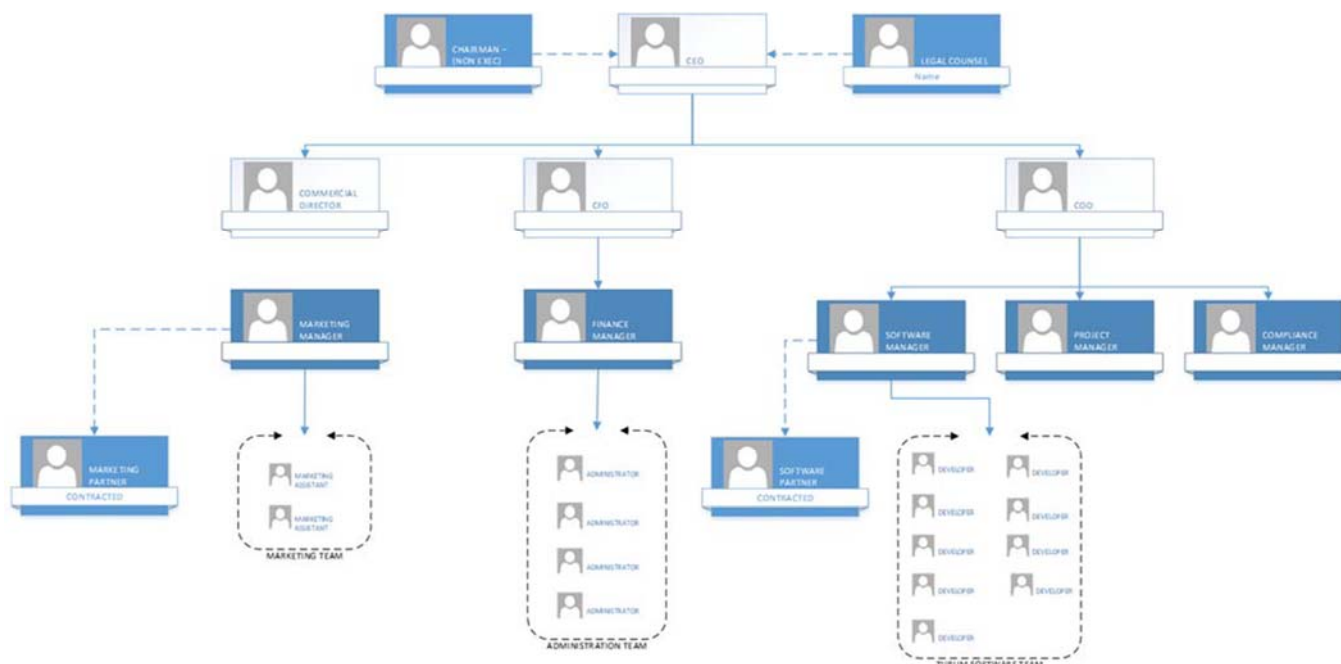 CHAIRMAN –
(NON EXEC)
CEO
LEGAL COUNSEL
Name
COMMERCIAL
DIRECTOR
CFO
COO
MARKETING
MANAGER
FINANCE
MANAGER
SOFTWARE
MANAGER
PROJECT
MANAGER
COMPLIANCE
MANAGER
MARKETING
PARTNER
CONTRACTED
MARKETING
ASSISTANT
MARKETING
ASSISTANT
MARKETING TEAM
ADMINISTRATOR
ADMINISTRATOR
ADMINISTRATOR
ADMINISTRATOR
ADMINISTRATION TEAM
SOFTWARE
PARTNER
CONTRACTED
DEVELOPER
DEVELOPER
DEVELOPER
DEVELOPER
DEVELOPER
DEVELOPER
DEVELOPER
DEVELOPER
DEVELOPER
SOFTWARE TEAM